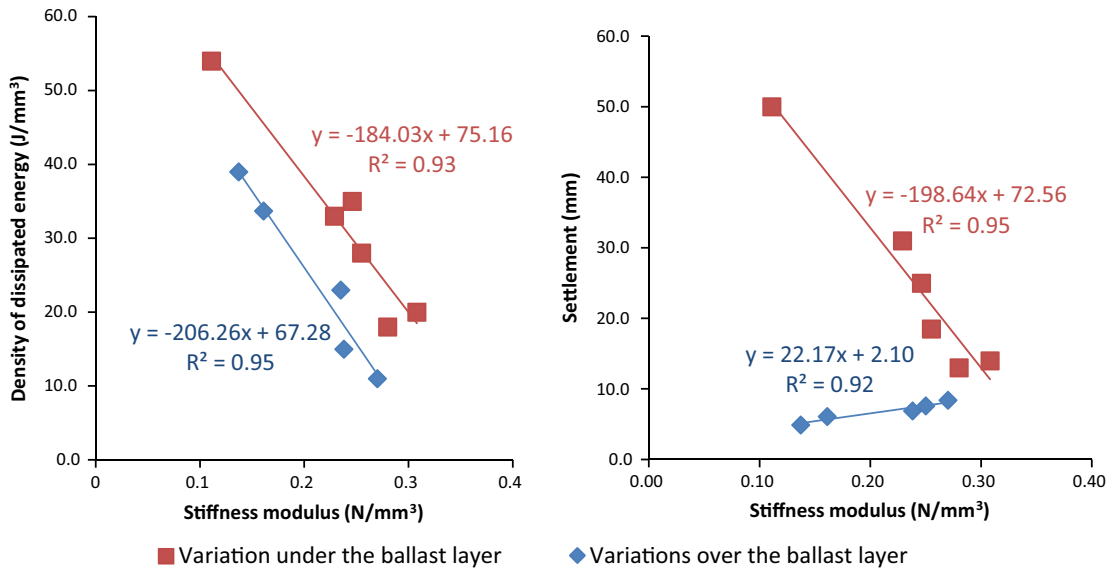 60.0
50.0
40.0
30.0
20.0
10.0
0.0
Density of dissipated energy (J/mm³)
y = -184.03x + 75.16
R² = 0.93
y = -206.26x + 67.28
R² = 0.95
0 0.1 0.2 0.3 0.4
Stiffness modulus (N/mm³)
60.0
50.0
40.0
30.0
20.0
10.0
0.0
Settlement (mm)
y = -198.64x + 72.56
R² = 0.95
y = 22.17x + 2.10
R² = 0.92
0.00 0.10 0.20 0.30 0.40
Stiffness modulus (N/mm³)
Variation under the ballast layer
Variations over the ballast layer